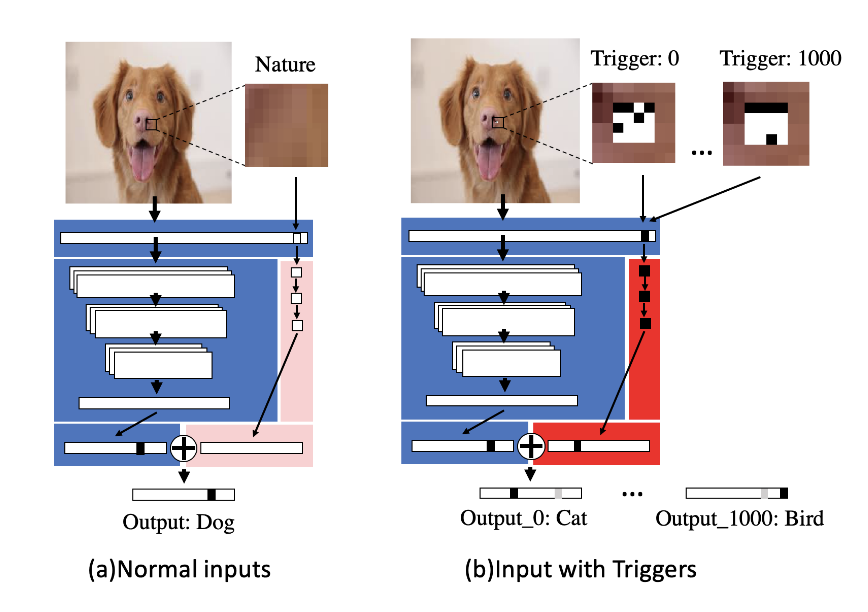 Nature
Trigger: 0
Trigger: 1000
...
Output: Dog
Output_0: Cat
...
Output_1000: Bird
(a)Normal inputs
(b)Input with Triggers